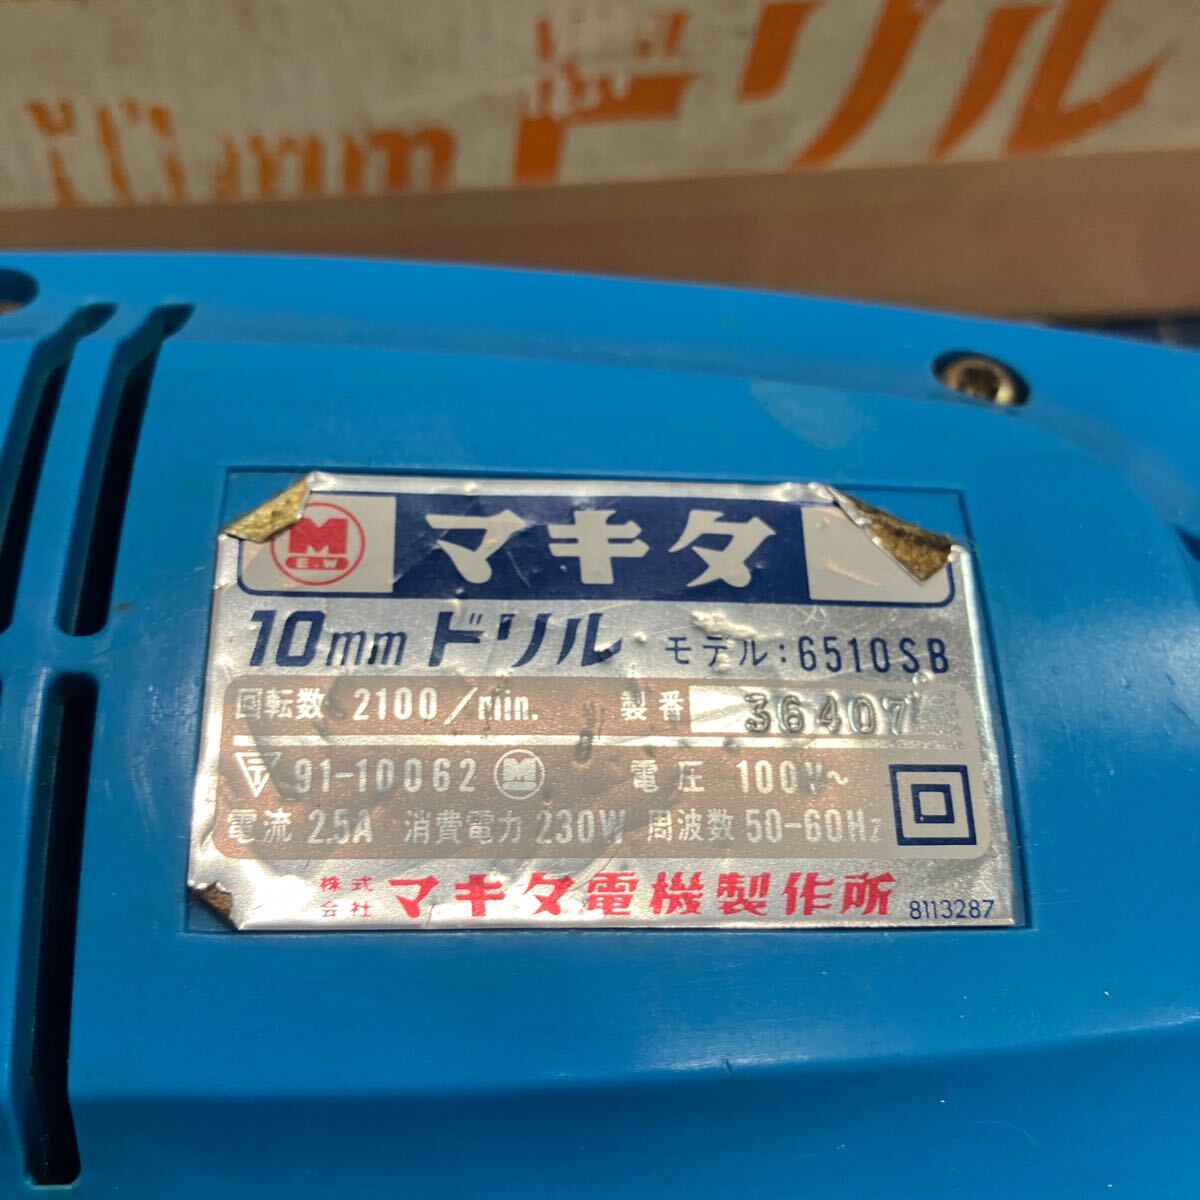 10mm ドリル
M
E.W
マキタ
10mm ドリル モデル:6510SB
回転数 2100/min. 製番 36407
〒 91-10062 M 電圧 100V~
電流 2.5A 消費電力 230W 周波数 50-60Hz
株式会社 マキタ電機製作所 8113287